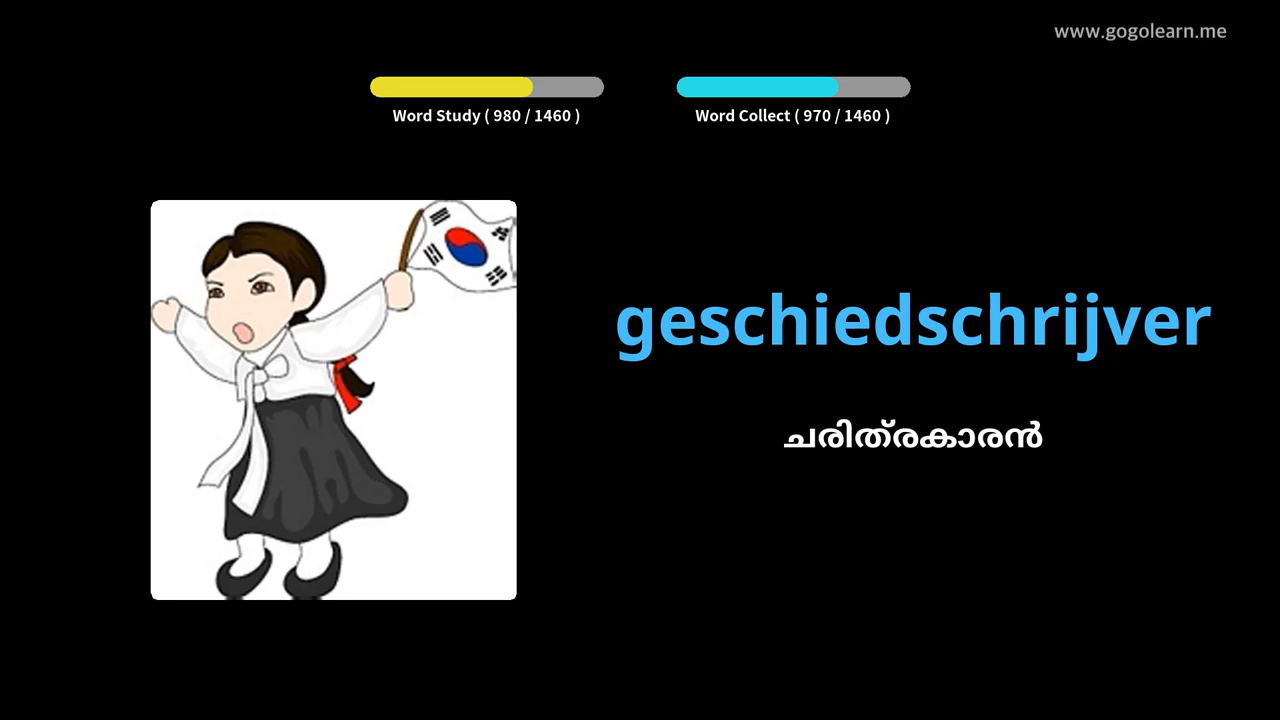 www.gogolearn.me
Word Study ( 980 / 1460 )
Word Collect ( 970 / 1460 )
geschiedschrijver
ചരിത്രകാരൻ